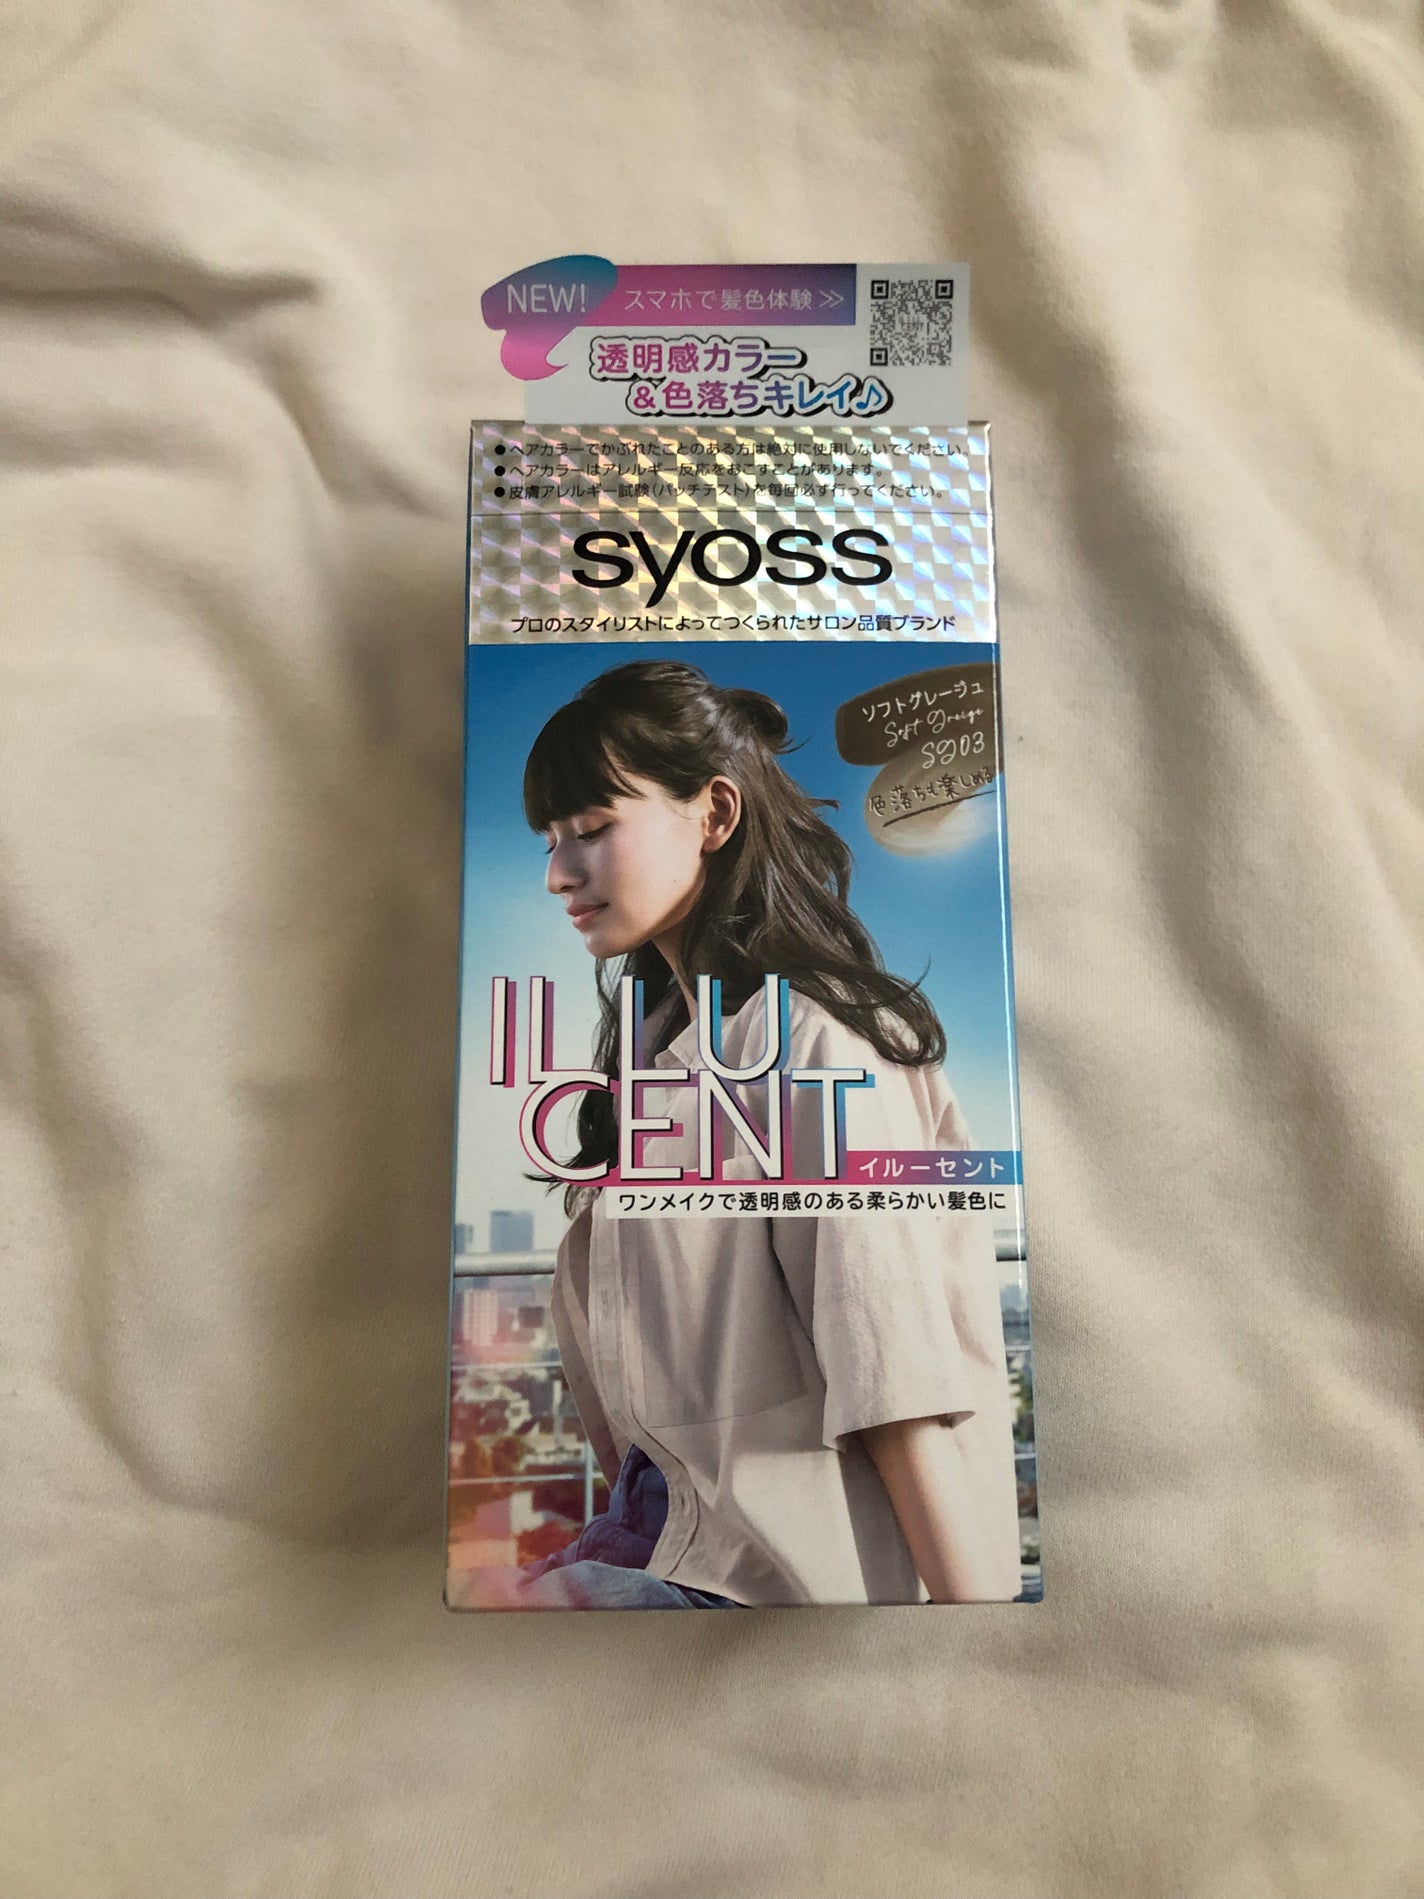 NEW!
スマホで髪色体験≫
透明感カラー
&色落ちキレイ♪
●ヘアカラーでかぶれたことのある方は絶対に使用しないでください。
●ヘアカラーはアレルギー反応をおこすことがあります。
●皮膚アレルギー試験(パッチテスト)を毎回必ず行ってください。
syoss
プロのスタイリストによってつくられたサロン品質ブランド
ソフトグレージュ
Soft Greige
SG03
色落ちも楽しめる
ILLU
CENT
イルーセント
ワンメイクで透明感のある柔らかい髪色に